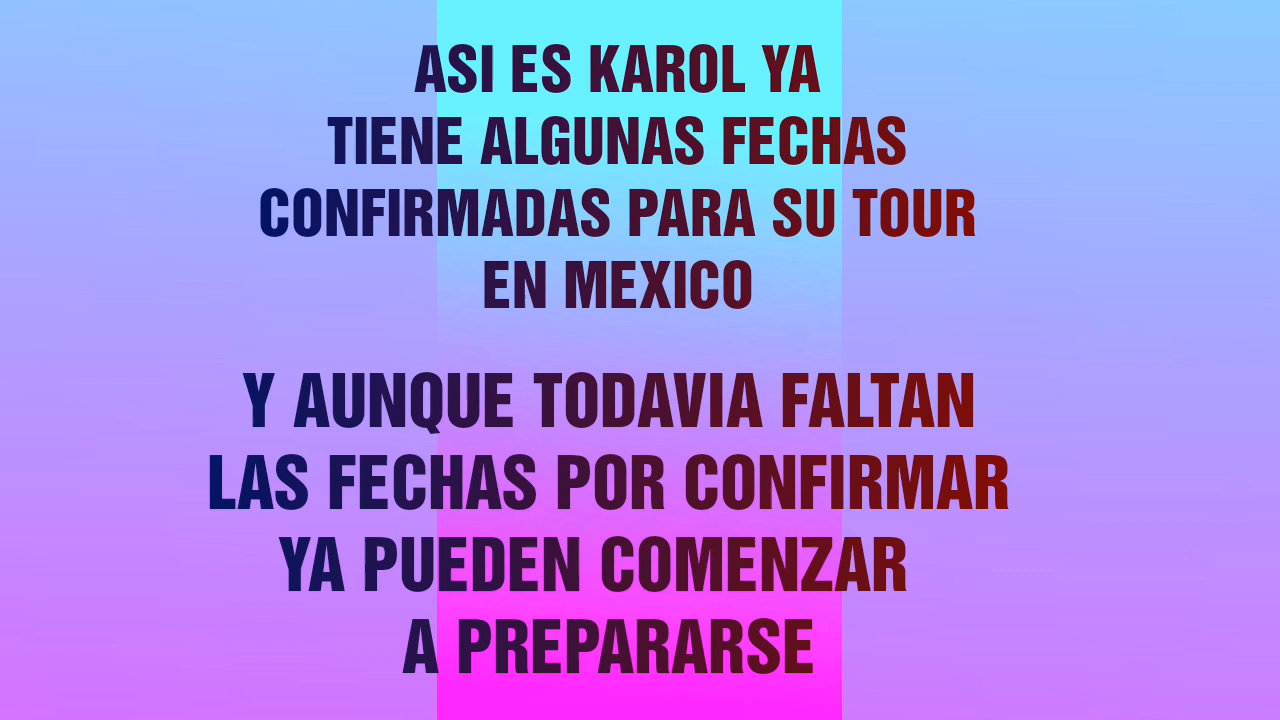 ASI ES KAROL YA
TIENE ALGUNAS FECHAS
CONFIRMADAS PARA SU TOUR
EN MEXICO
Y AUNQUE TODAVIA FALTAN
LAS FECHAS POR CONFIRMAR
YA PUEDEN COMENZAR
A PREPARARSE